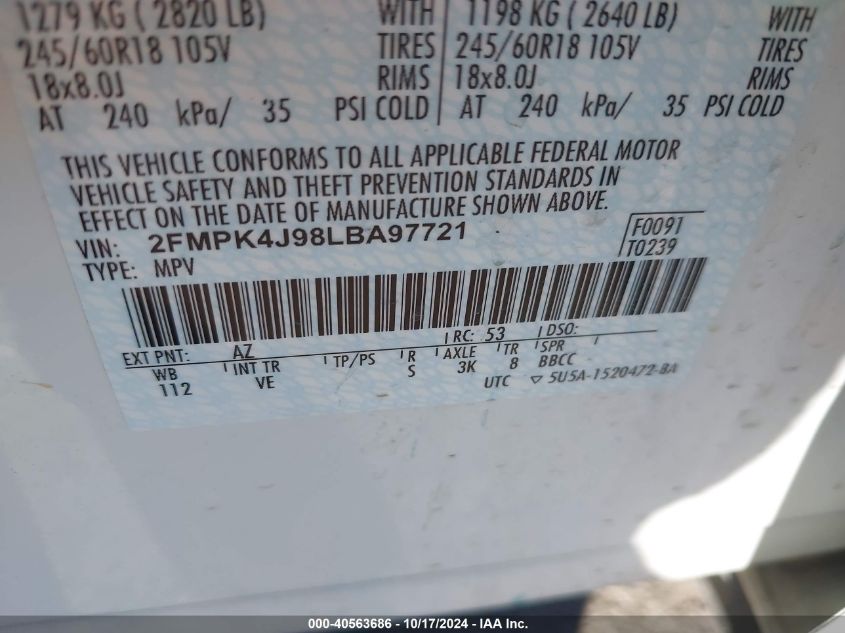 1279 KG ( 2820 LB) WITH 1198 KG ( 2640 LB) WITH
245/60R18 105V TIRES 245/60R18 105V TIRES
18x8.0J RIMS 18x8.0J RIMS
AT 240 kPa/ 35 PSI COLD AT 240 kPa/ 35 PSI COLD
THIS VEHICLE CONFORMS TO ALL APPLICABLE FEDERAL MOTOR
VEHICLE SAFETY AND THEFT PREVENTION STANDARDS IN
EFFECT ON THE DATE OF MANUFACTURE SHOWN ABOVE.
VIN: 2FMPK4J98LBA97721 F0091
TYPE: MPV T0239
EXT PNT: AZ RC: 53 DSO:
WB INT TR TP/PS R AXLE TR SPR
112 VE S 3K 8 BBCC
UTC ▽ 5U5A-1520472-BA
000-40563686 - 10/17/2024 - IAA Inc.